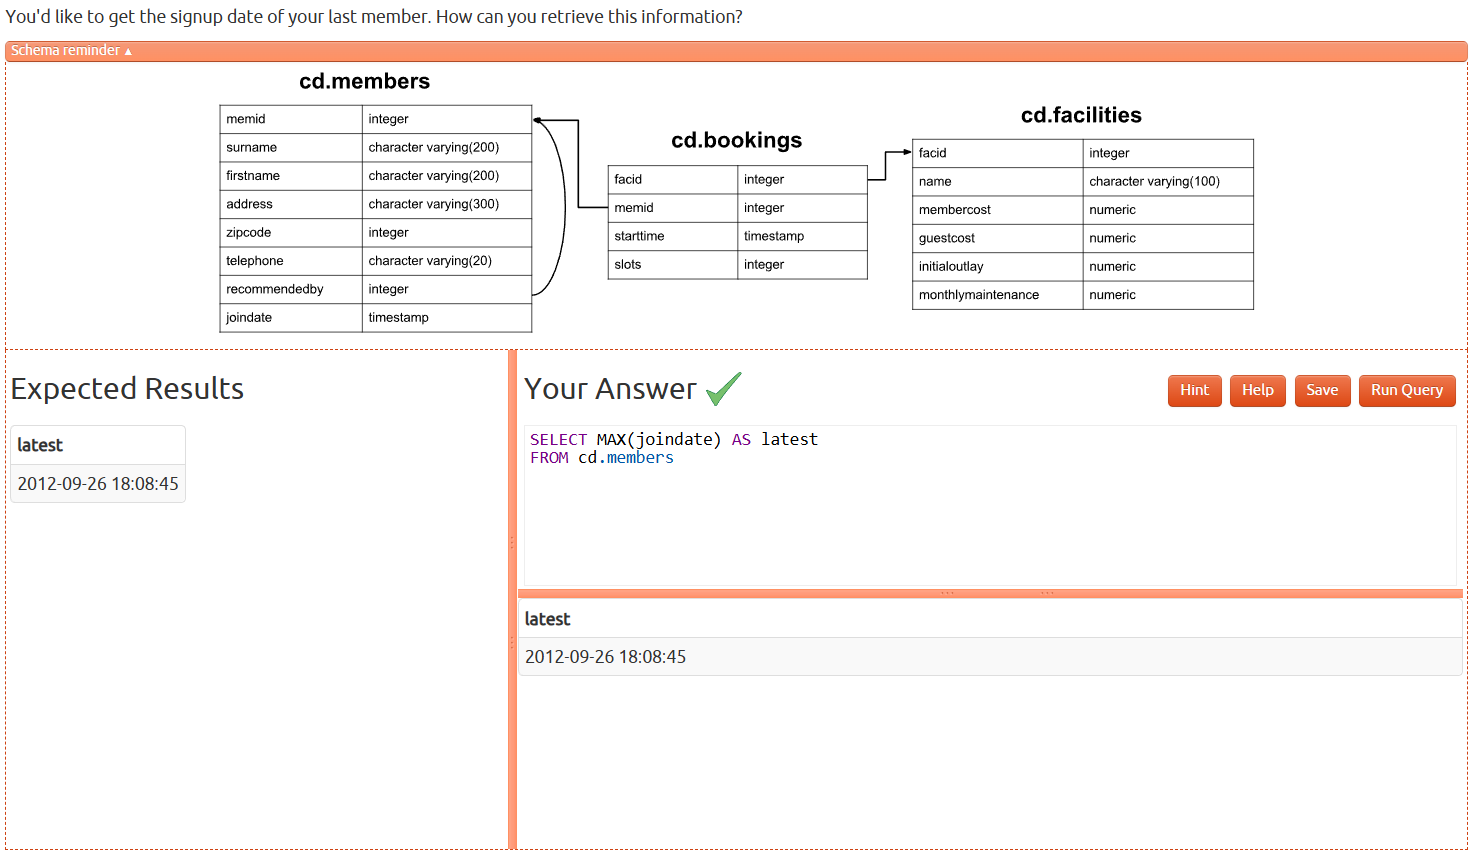 You'd like to get the signup date of your last member. How can you retrieve this information?
Schema reminder ▲
cd.members
memid integer
surname character varying(200)
firstname character varying(200)
address character varying(300)
zipcode integer
telephone character varying(20)
recommendedby integer
joindate timestamp
cd.bookings
facid integer
memid integer
starttime timestamp
slots integer
cd.facilities
facid integer
name character varying(100)
membercost numeric
guestcost numeric
initialoutlay numeric
monthlymaintenance numeric
Expected Results
latest
2012-09-26 18:08:45
Your Answer
Hint Help Save Run Query
SELECT MAX(joindate) AS latest
FROM cd.members
latest
2012-09-26 18:08:45